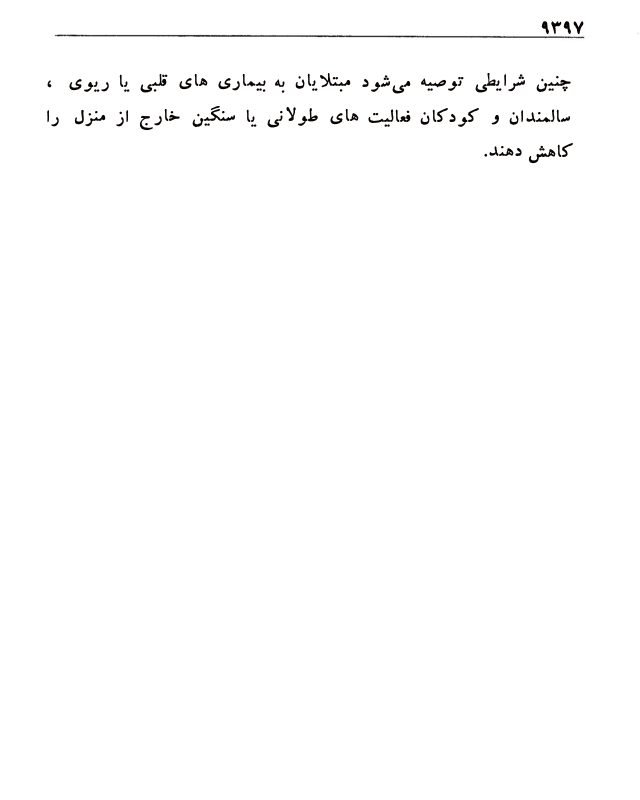 ۹۳۹۷
چنین شرایطی توصیه می‌شود مبتلایان به بیماری های قلبی یا ریوی ،
سالمندان و کودکان فعالیت های طولانی یا سنگین خارج از منزل را
کاهش دهند.